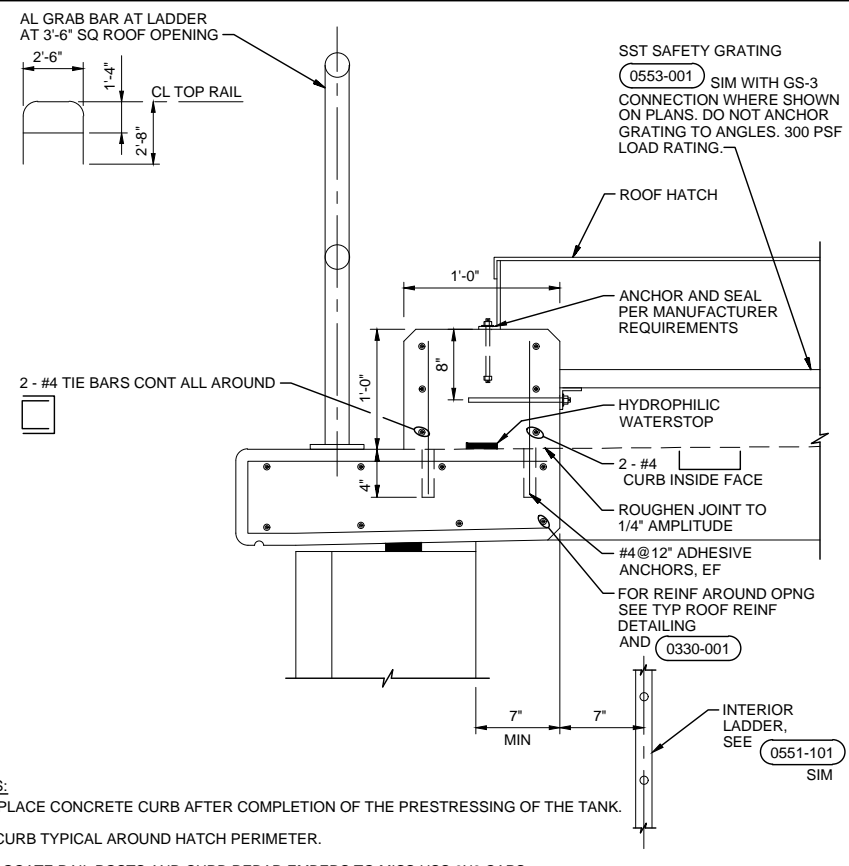 AL GRAB BAR AT LADDER
AT 3'-6" SQ ROOF OPENING
2'-6"
1'-4"
CL TOP RAIL
2'-8"
SST SAFETY GRATING
0553-001 SIM WITH GS-3
CONNECTION WHERE SHOWN
ON PLANS. DO NOT ANCHOR
GRATING TO ANGLES. 300 PSF
LOAD RATING.
ROOF HATCH
1'-0"
ANCHOR AND SEAL
PER MANUFACTURER
REQUIREMENTS
8"
1'-0"
2 - #4 TIE BARS CONT ALL AROUND
HYDROPHILIC
WATERSTOP
2 - #4
CURB INSIDE FACE
4"
ROUGHEN JOINT TO
1/4" AMPLITUDE
#4@12" ADHESIVE
ANCHORS, EF
FOR REINF AROUND OPNG
SEE TYP ROOF REINF
DETAILING
AND 0330-001
7"
MIN
7"
INTERIOR
LADDER,
SEE 0551-101
SIM
PLACE CONCRETE CURB AFTER COMPLETION OF THE PRESTRESSING OF THE TANK.
CURB TYPICAL AROUND HATCH PERIMETER.